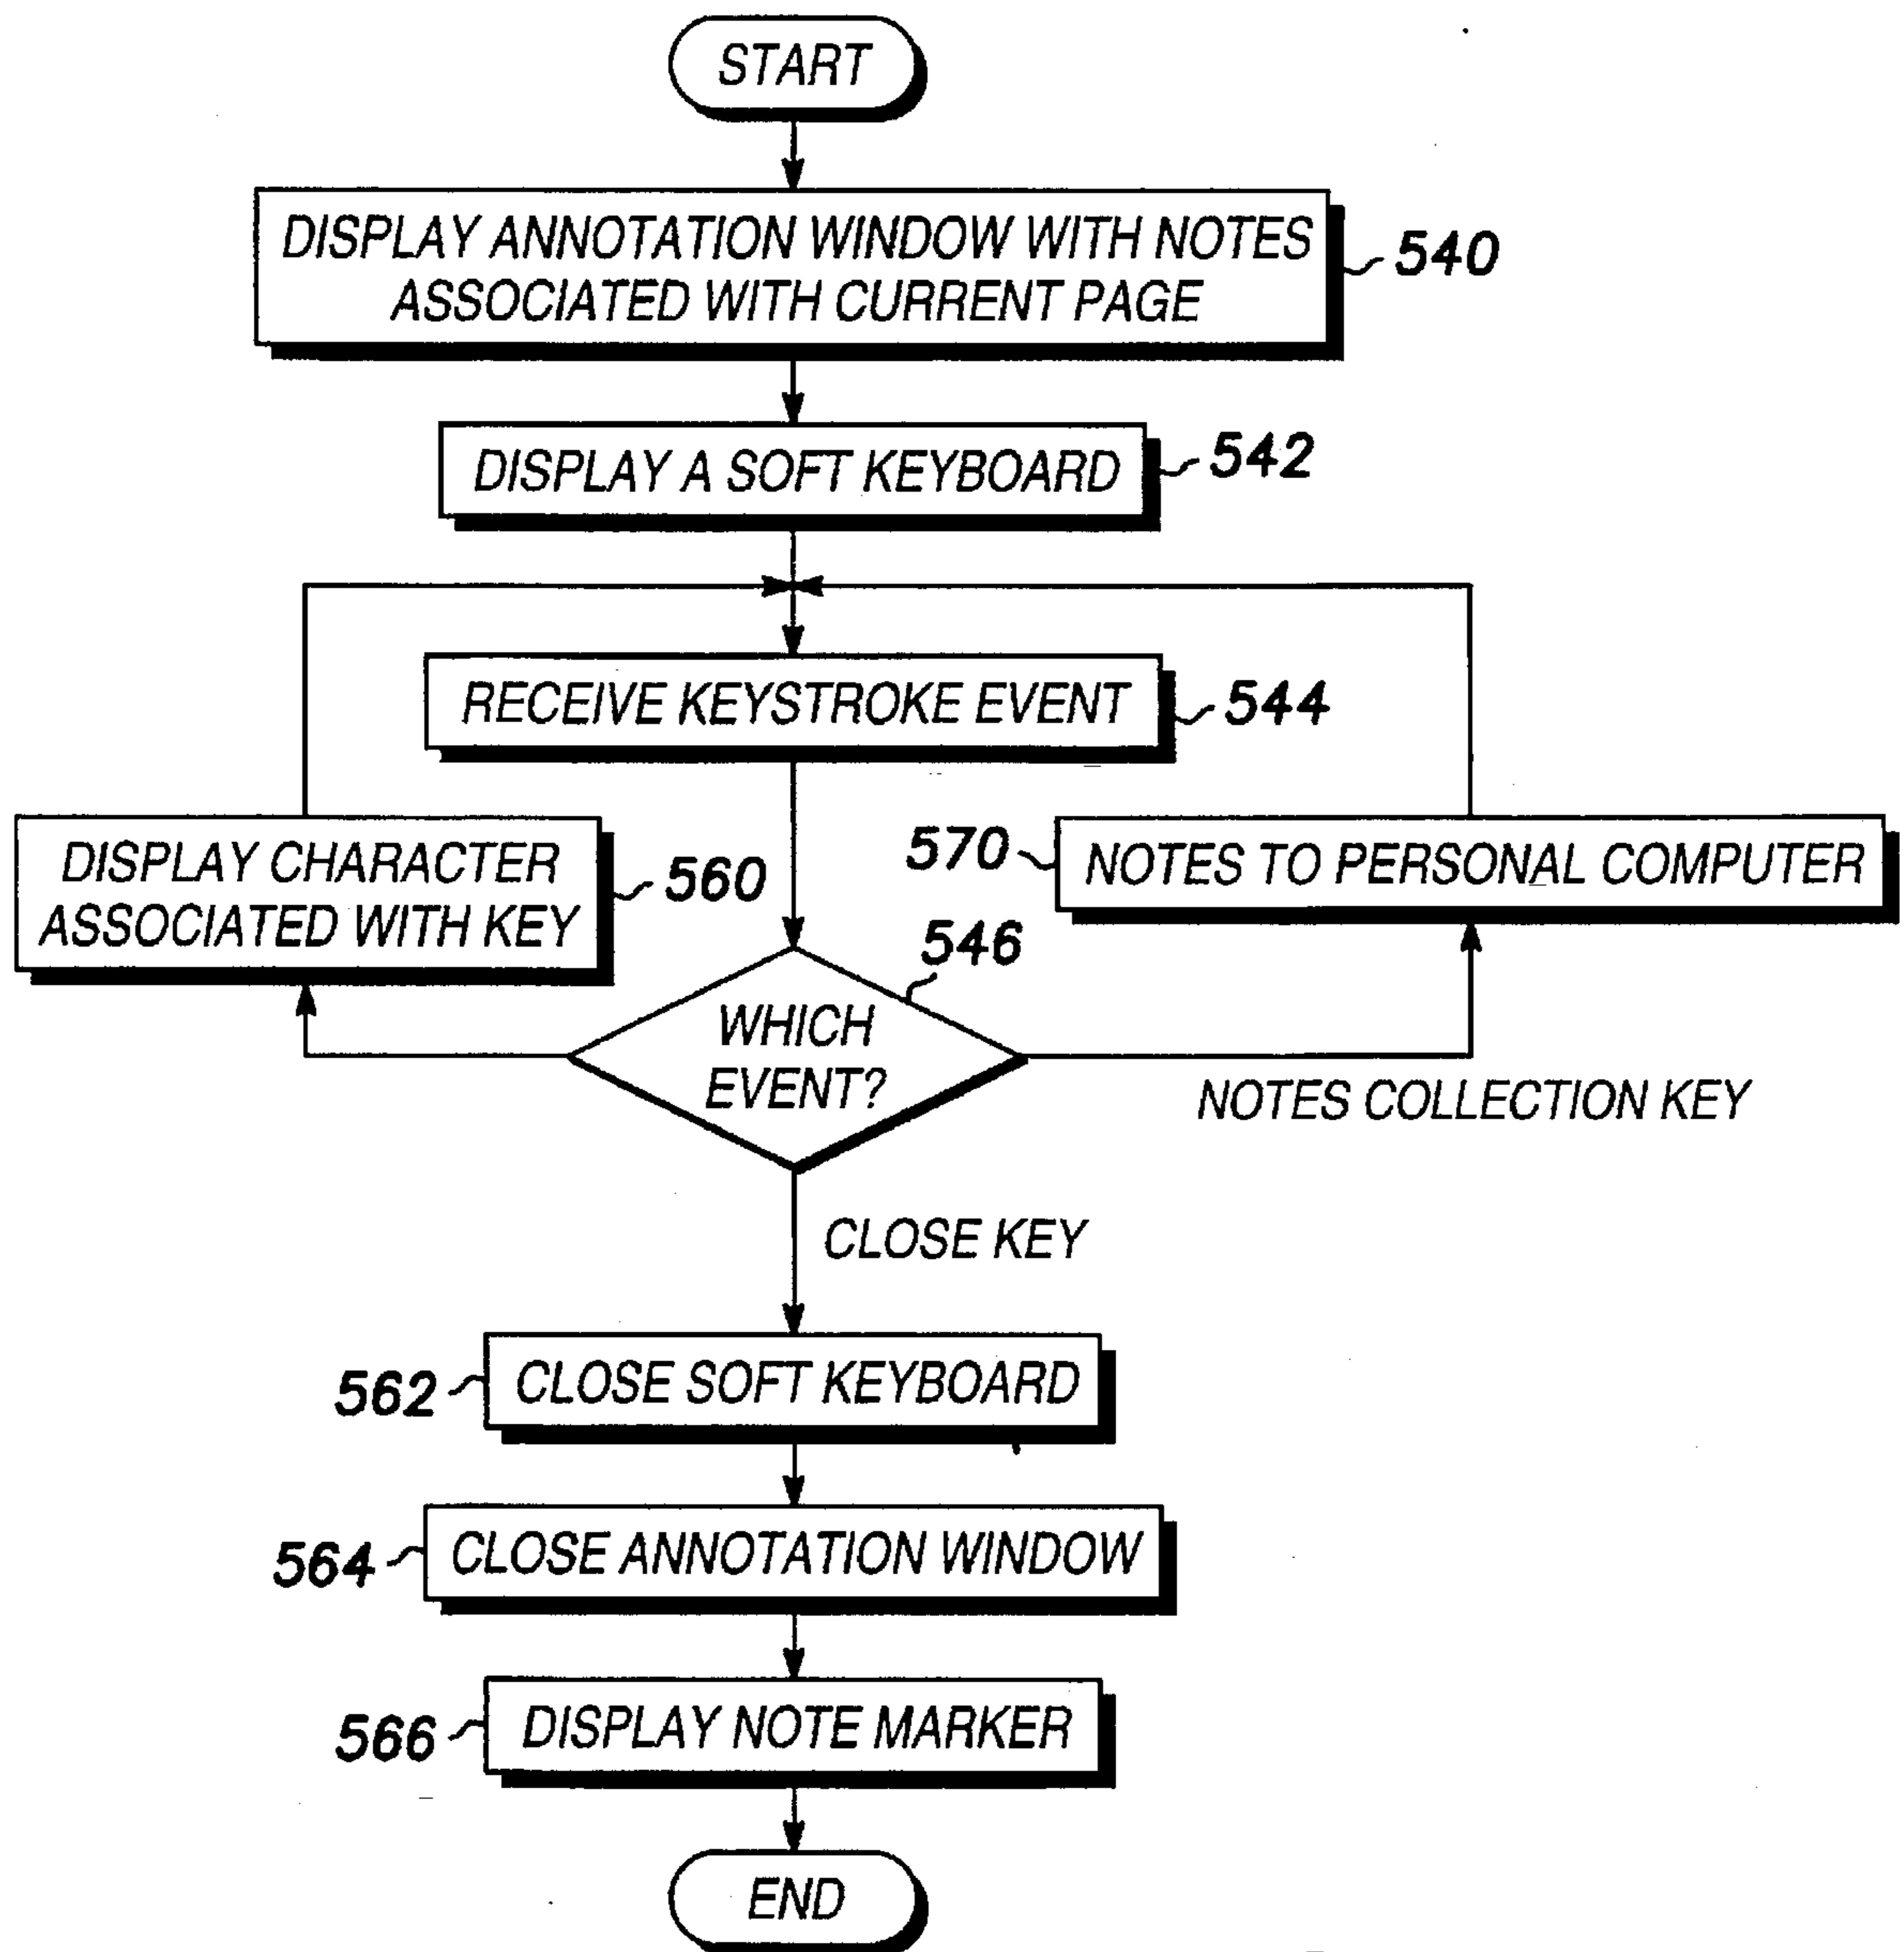 START
DISPLAY ANNOTATION WINDOW WITH NOTES
ASSOCIATED WITH CURRENT PAGE
540
DISPLAY A SOFT KEYBOARD
542
RECEIVE KEYSTROKE EVENT
544
DISPLAY CHARACTER
ASSOCIATED WITH KEY
560
570
NOTES TO PERSONAL COMPUTER
546
WHICH
EVENT?
NOTES COLLECTION KEY
CLOSE KEY
562
CLOSE SOFT KEYBOARD
564
CLOSE ANNOTATION WINDOW
566
DISPLAY NOTE MARKER
END